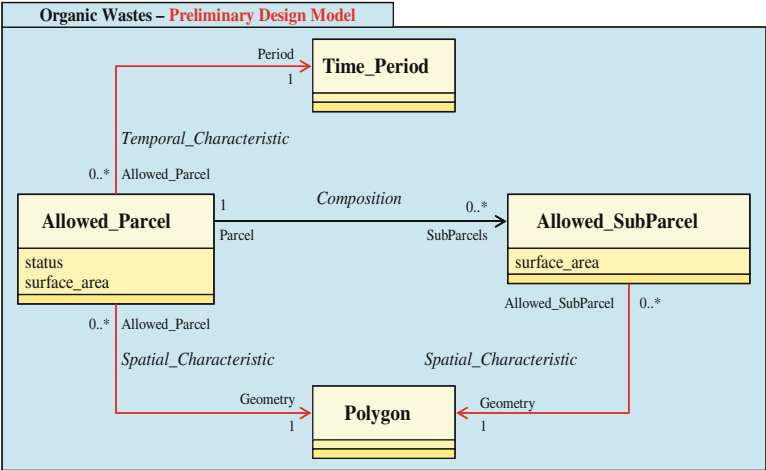 Organic Wastes – Preliminary Design Model
Period
1
Time_Period
Temporal_Characteristic
0..* Allowed_Parcel
Allowed_Parcel
status
surface_area
1
Parcel
Composition
0..*
SubParcels
Allowed_SubParcel
surface_area
0..* Allowed_Parcel
Spatial_Characteristic
Allowed_SubParcel 0..*
Spatial_Characteristic
Geometry
1
Polygon
Geometry
1